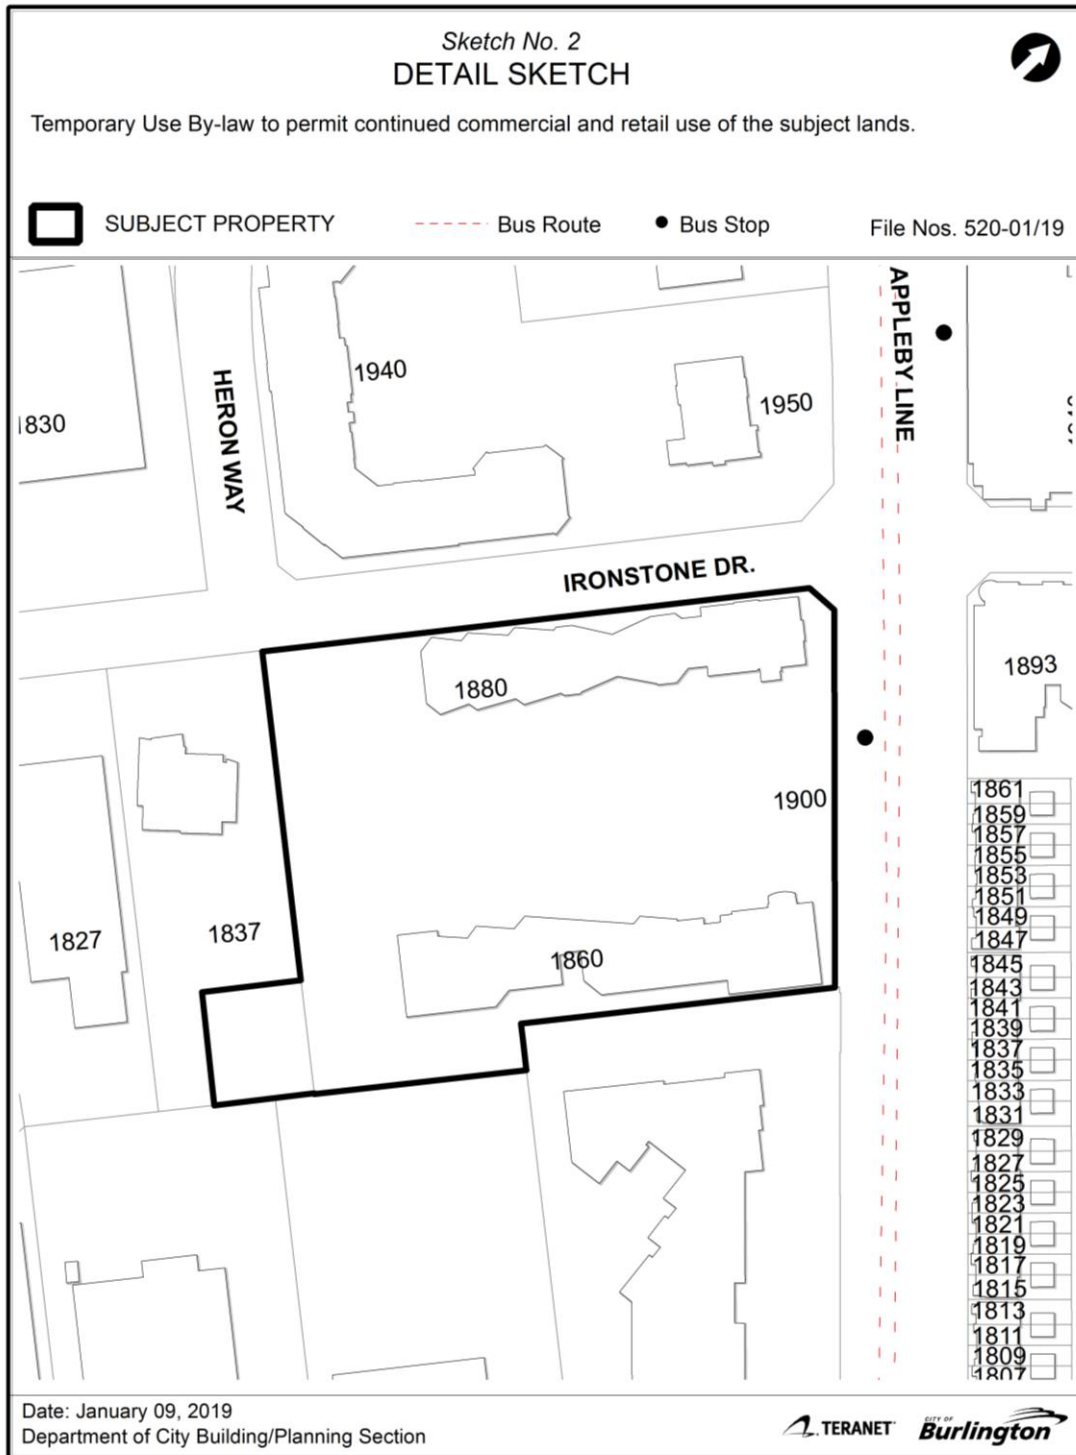 Sketch No. 2
DETAIL SKETCH
Temporary Use By-law to permit continued commercial and retail use of the subject lands.
SUBJECT PROPERTY
Bus Route
Bus Stop
File Nos. 520-01/19
APPLEBY LINE
HERON WAY
1940
1950
1830
IRONSTONE DR.
1893
1880
1900
1861
1859
1857
1855
1853
1851
1849
1847
1845
1843
1841
1839
1837
1835
1833
1831
1829
1827
1825
1823
1821
1819
1817
1815
1813
1811
1809
1807
1827
1837
1860
Date: January 09, 2019
Department of City Building/Planning Section
TERANET
CITY OF
Burlington